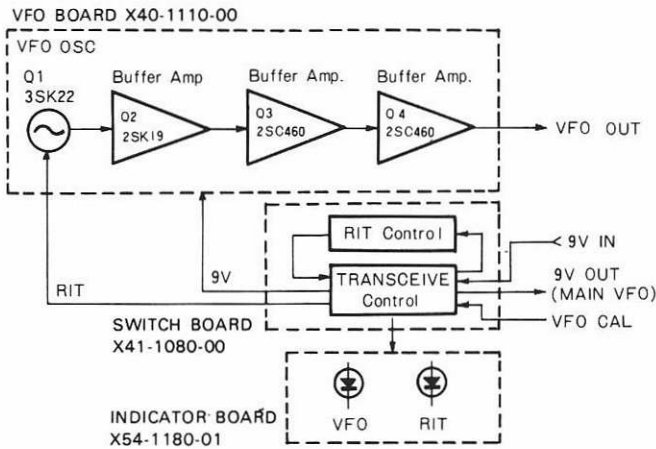 VFO BOARD X40-1110-00
VFO OSC
Q1
3SK22
Buffer Amp
Q2
2SK19
Buffer Amp.
Q3
2SC460
Buffer Amp.
Q4
2SC460
VFO OUT
RIT Control
9V IN
TRANSCEIVE
Control
9V OUT
(MAIN VFO)
VFO CAL
9V
RIT
SWITCH BOARD
X41-1080-00
VFO
RIT
INDICATOR BOARD
X54-1180-01